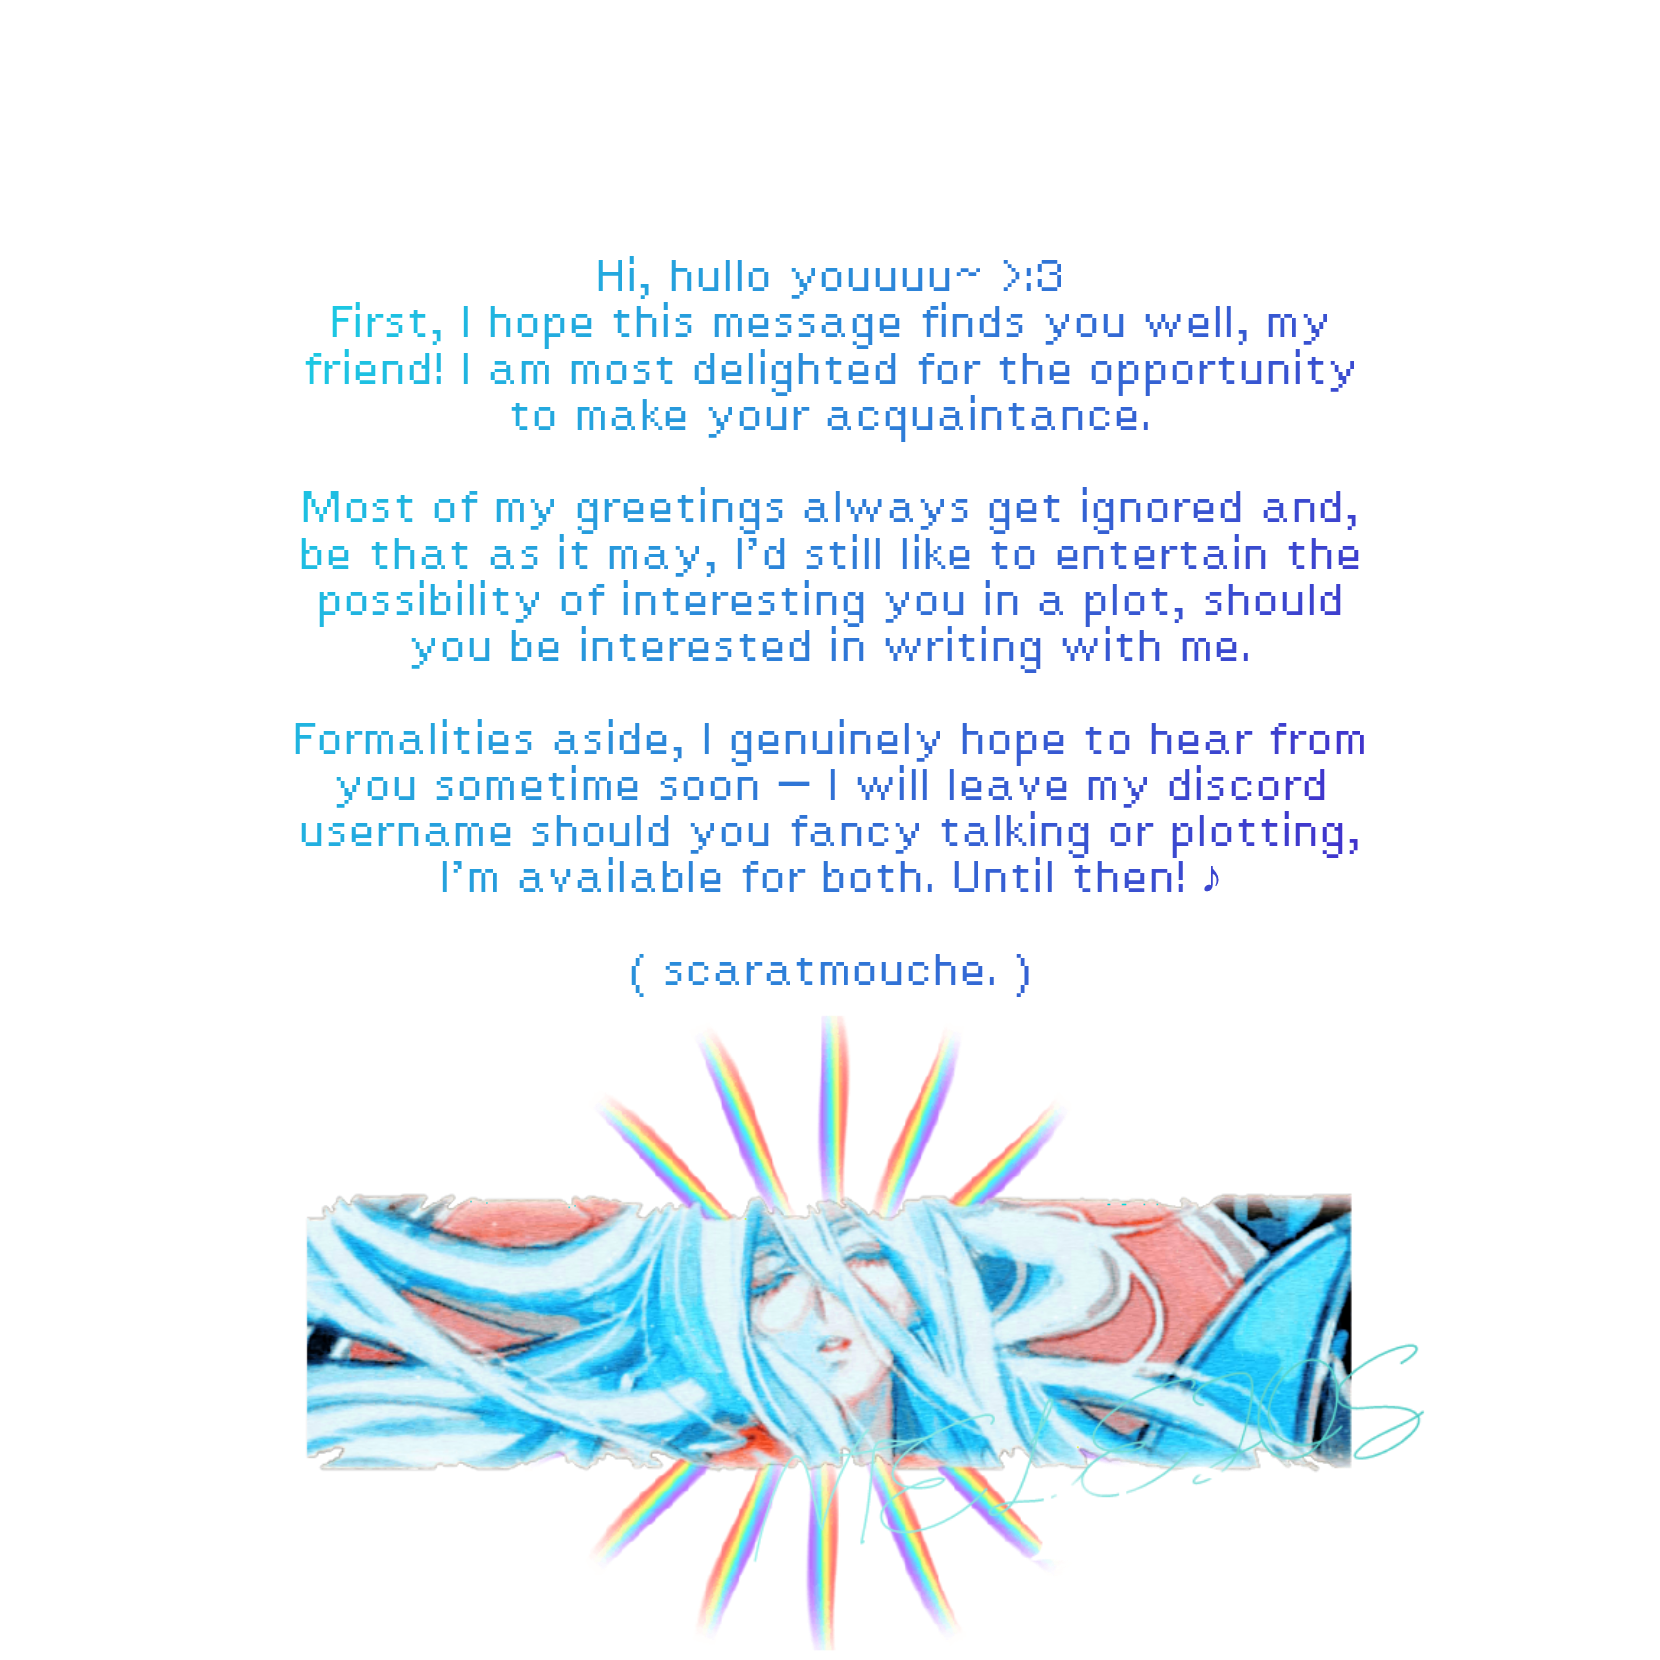 Hi, hullo youuuu~ >:3
First, I hope this message finds you well, my
friend! I am most delighted for the opportunity
to make your acquaintance.
Most of my greetings always get ignored and,
be that as it may, I'd still like to entertain the
possibility of interesting you in a plot, should
you be interested in writing with me.
Formalities aside, I genuinely hope to hear from
you sometime soon — I will leave my discord
username should you fancy talking or plotting,
I'm available for both. Until then! ♪
( scaratmouche. )